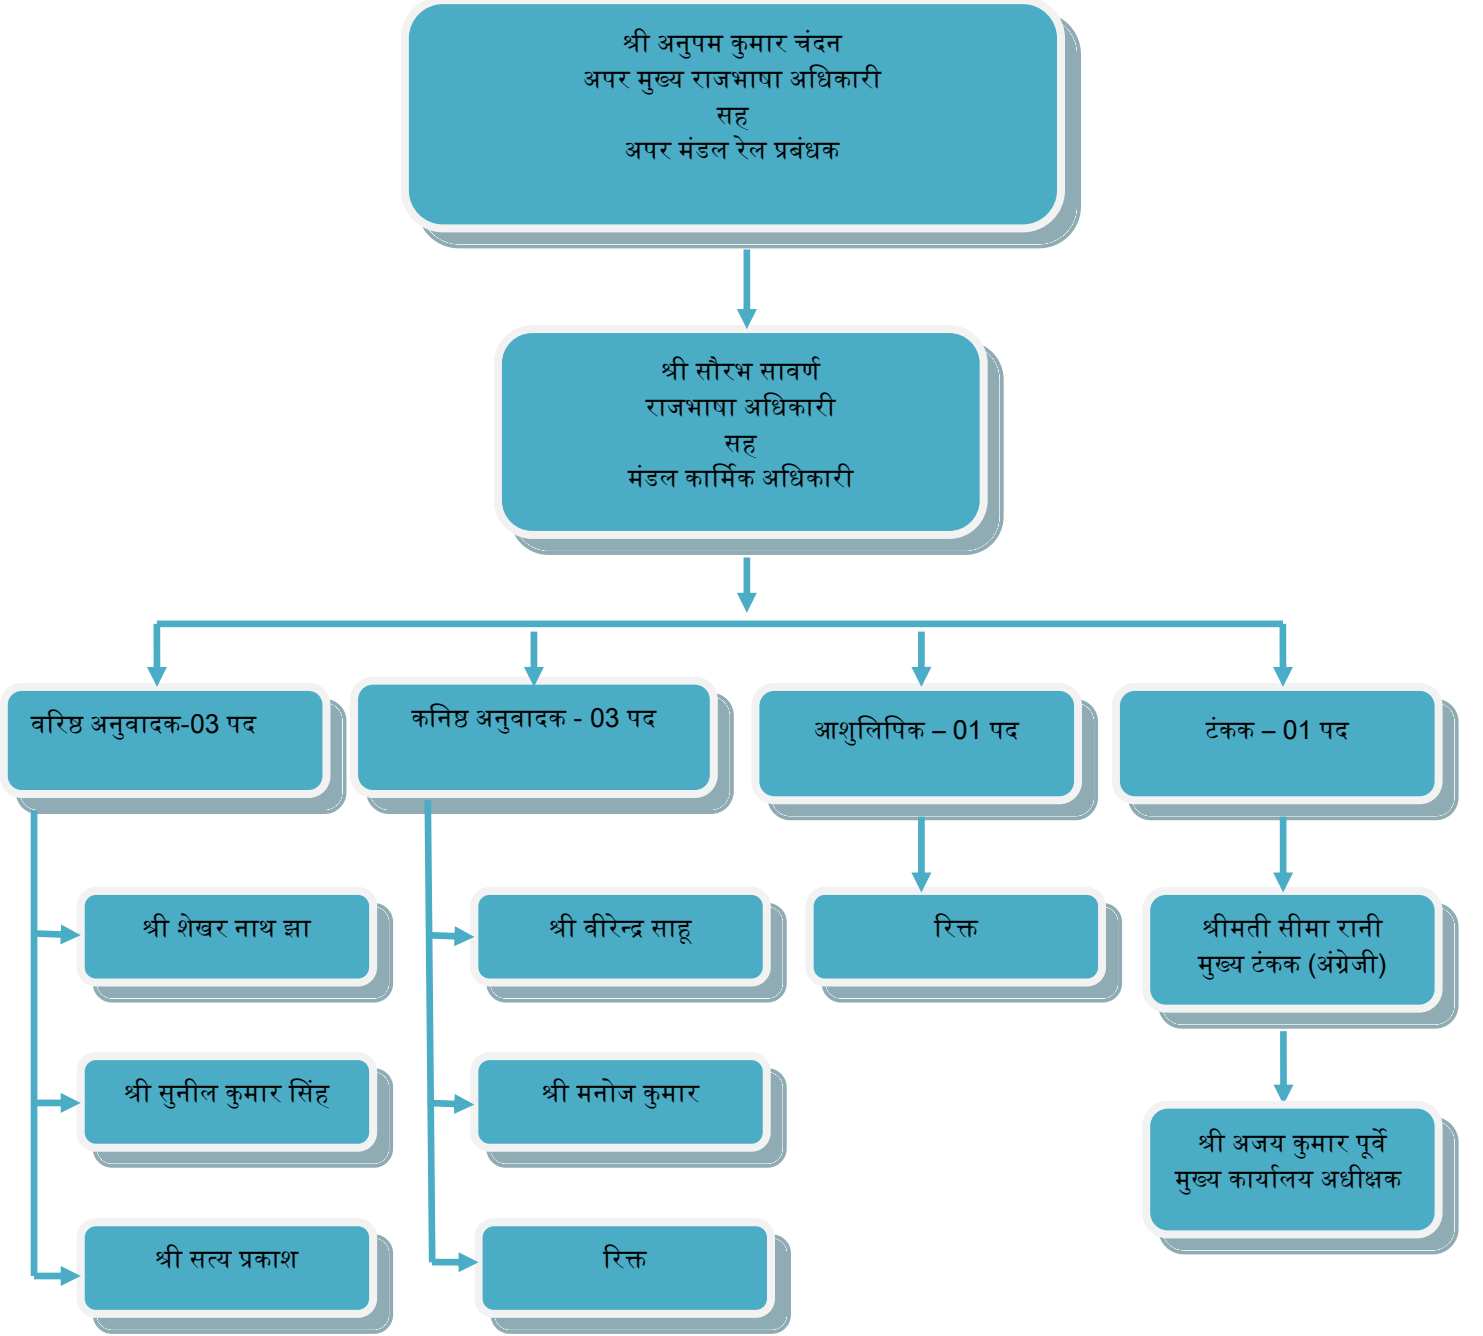 श्री अनुपम कुमार चंदन
अपर मुख्य राजभाषा अधिकारी
सह
अपर मंडल रेल प्रबंधक
श्री सौरभ सावर्ण
राजभाषा अधिकारी
सह
मंडल कार्मिक अधिकारी
वरिष्ठ अनुवादक-03 पद
कनिष्ठ अनुवादक - 03 पद
आशुलिपिक – 01 पद
टंकक – 01 पद
श्री शेखर नाथ झा
श्री वीरेन्द्र साहू
रिक्त
श्रीमती सीमा रानी
मुख्य टंकक (अंग्रेजी)
श्री सुनील कुमार सिंह
श्री मनोज कुमार
श्री अजय कुमार पूर्वे
मुख्य कार्यालय अधीक्षक
श्री सत्य प्रकाश
रिक्त